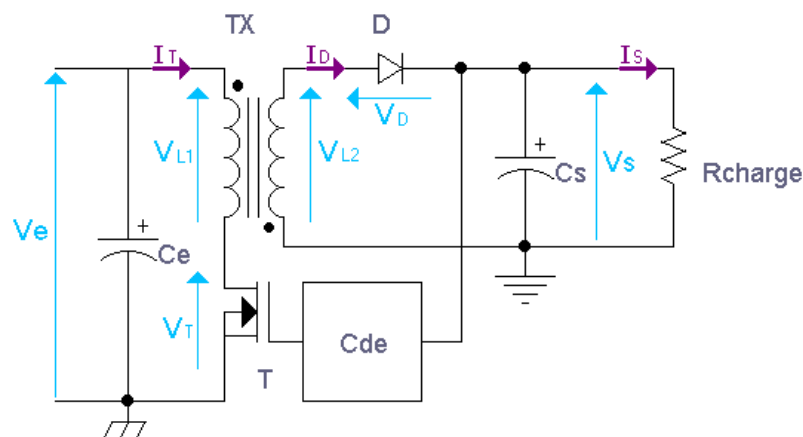 TX
D
IT
ID
IS
VL1
VL2
VD
Ve
+
Ce
+
Cs
Vs
Rcharge
VT
T
Cde